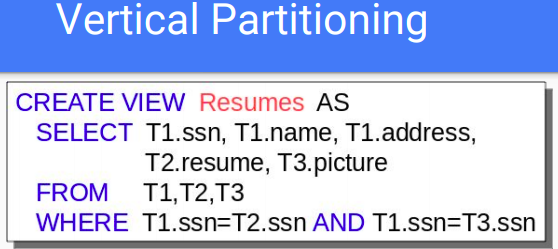 Vertical Partitioning
CREATE VIEW Resumes AS
SELECT T1.ssn, T1.name, T1.address,
T2.resume, T3.picture
FROM T1,T2,T3
WHERE T1.ssn=T2.ssn AND T1.ssn=T3.ssn